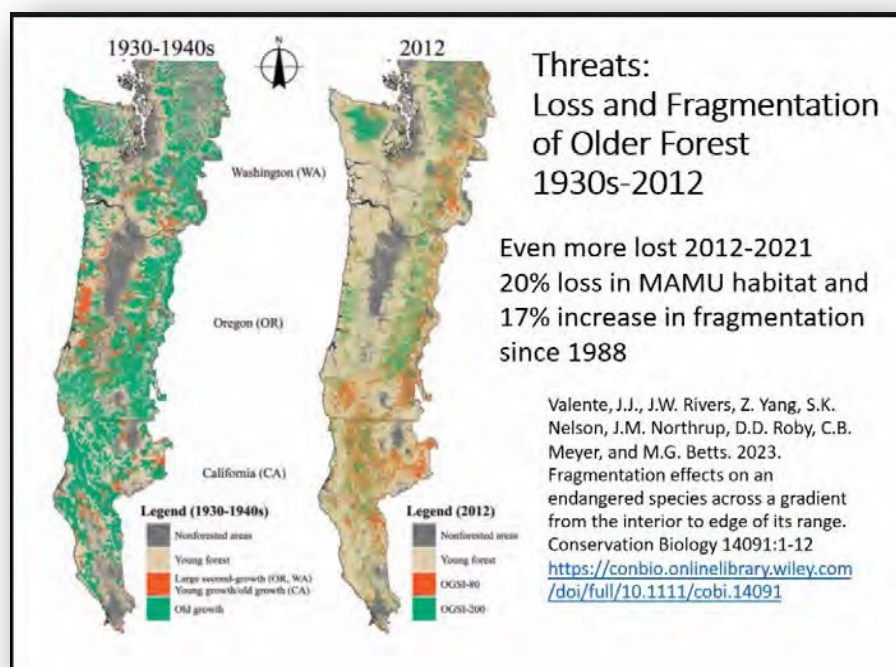 1930-1940s
2012
Threats:
Loss and Fragmentation
of Older Forest
1930s-2012
Washington (WA)
Even more lost 2012-2021
20% loss in MAMU habitat and
17% increase in fragmentation
since 1988
Oregon (OR)
Valente, J.J., J.W. Rivers, Z. Yang, S.K.
Nelson, J.M. Northrup, D.D. Roby, C.B.
Meyer, and M.G. Betts. 2023.
Fragmentation effects on an
endangered species across a gradient
from the interior to edge of its range.
Conservation Biology 14091:1-12
https://conbio.onlinelibrary.wiley.com
/doi/full/10.1111/cobi.14091
California (CA)
Legend (1930-1940s)
Nonforested areas
Young forest
Large second-growth (OR, WA)
Young growth/old growth (CA)
Old growth
Legend (2012)
Nonforested areas
Young forest
OGSI-80
OGSI-200